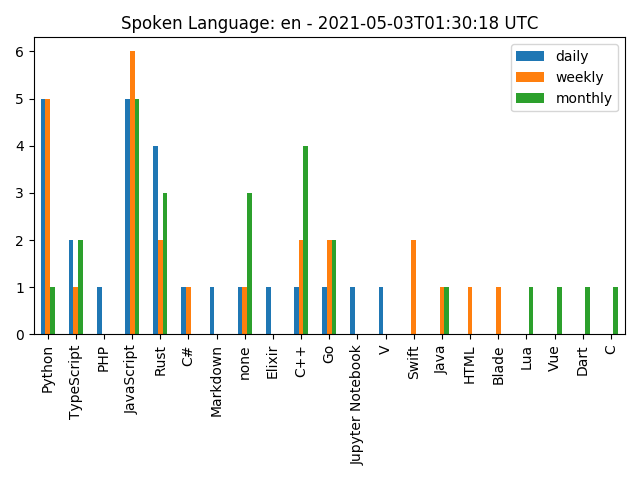 Spoken Language: en - 2021-05-03T01:30:18 UTC
daily
weekly
monthly
6
5
4
3
2
1
0
Python
TypeScript
PHP
JavaScript
Rust
C#
Markdown
none
Elixir
C++
Go
Jupyter Notebook
V
Swift
Java
HTML
Blade
Lua
Vue
Dart
C